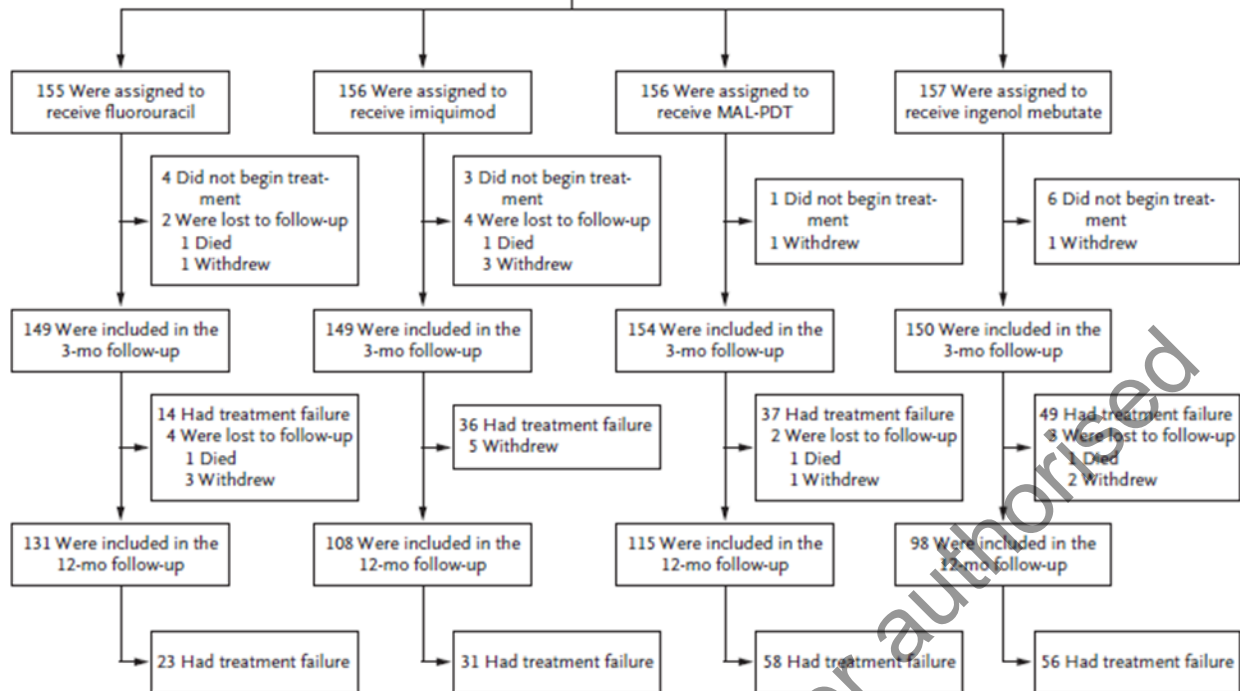 155 Were assigned to
receive fluorouracil
156 Were assigned to
receive imiquimod
156 Were assigned to
receive MAL-PDT
157 Were assigned to
receive ingenol mebutate
4 Did not begin treat-
ment
2 Were lost to follow-up
1 Died
1 Withdrew
3 Did not begin treat-
ment
4 Were lost to follow-up
1 Died
3 Withdrew
1 Did not begin treat-
ment
1 Withdrew
6 Did not begin treat-
ment
1 Withdrew
149 Were included in the
3-mo follow-up
149 Were included in the
3-mo follow-up
154 Were included in the
3-mo follow-up
150 Were included in the
3-mo follow-up
14 Had treatment failure
4 Were lost to follow-up
1 Died
3 Withdrew
36 Had treatment failure
5 Withdrew
37 Had treatment failure
2 Were lost to follow-up
1 Died
1 Withdrew
49 Had treatment failure
3 Were lost to follow-up
1 Died
2 Withdrew
131 Were included in the
12-mo follow-up
108 Were included in the
12-mo follow-up
115 Were included in the
12-mo follow-up
98 Were included in the
12-mo follow-up
23 Had treatment failure
31 Had treatment failure
58 Had treatment failure
56 Had treatment failure
authorised